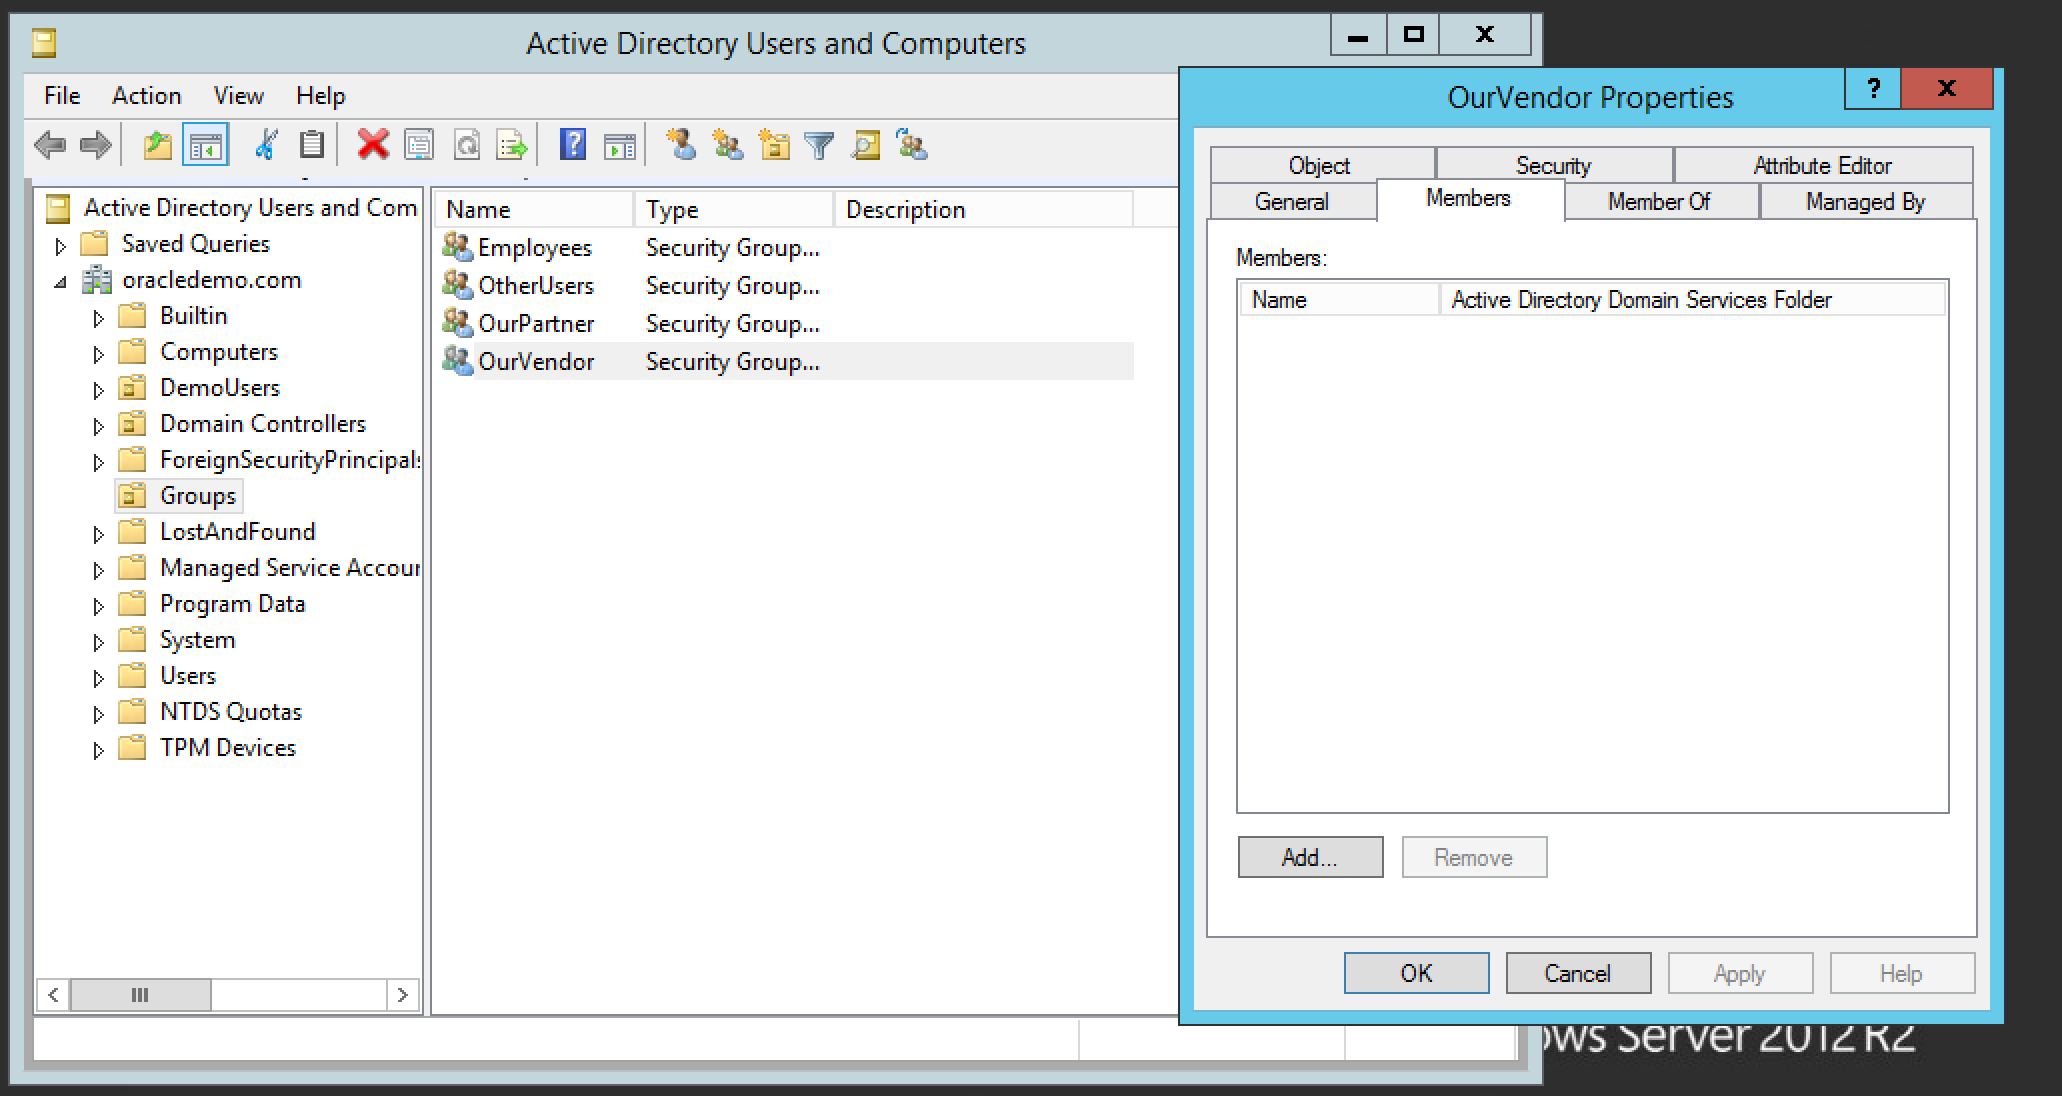 Active Directory Users and Computers
File Action View Help
Active Directory Users and Com
Saved Queries
oracledemo.com
Builtin
Computers
DemoUsers
Domain Controllers
ForeignSecurityPrincipals
Groups
LostAndFound
Managed Service Accour
Program Data
System
Users
NTDS Quotas
TPM Devices
Name Type Description
Employees Security Group...
OtherUsers Security Group...
OurPartner Security Group...
OurVendor Security Group...
OurVendor Properties
?
Object Security Attribute Editor
General Members Member Of Managed By
Members:
Name Active Directory Domain Services Folder
Add... Remove
OK Cancel Apply Help
ows Server 2012 R2